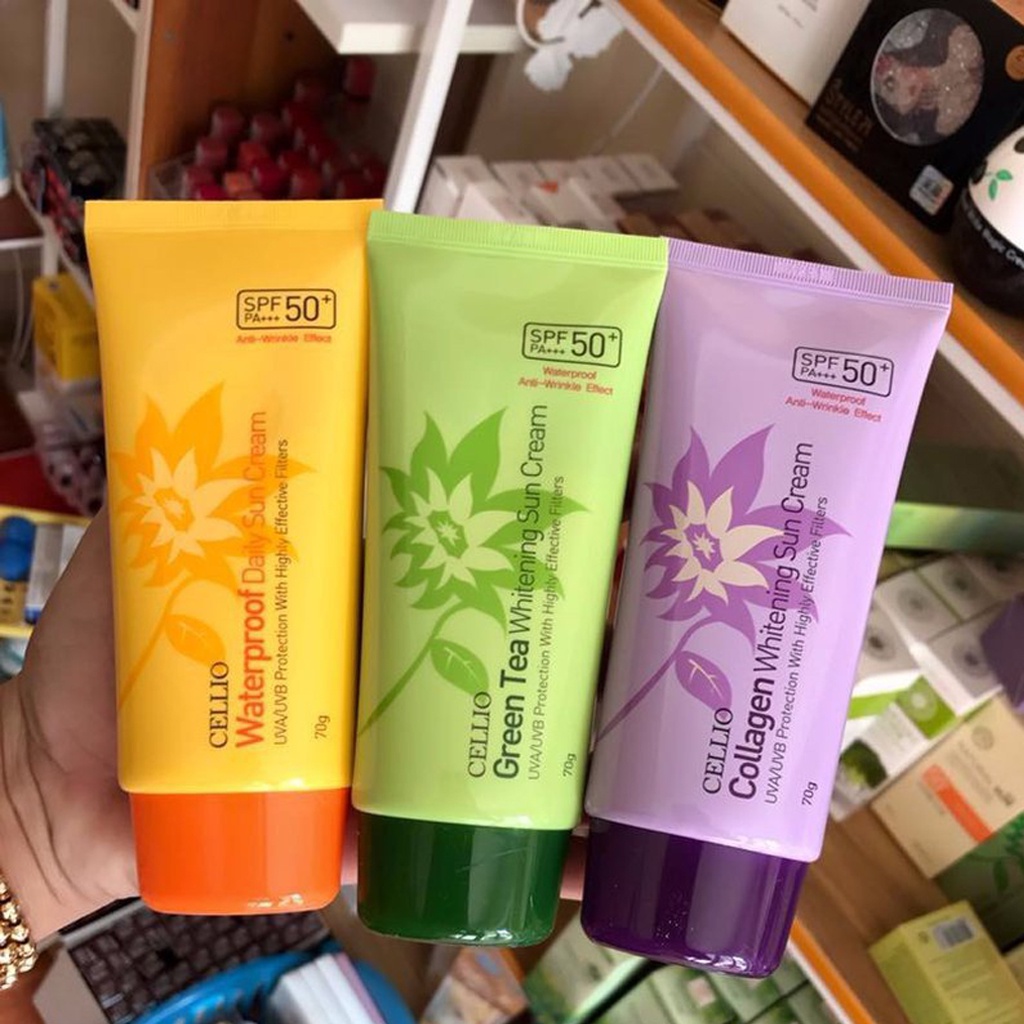 SPF
PA+++
50+
Anti-Wrinkle Effect
CELLIO
Waterproof Daily Sun Cream
UVA/UVB Protection With Highly Effective Filters
70g
SPF
PA+++
50+
Waterproof
Anti-Wrinkle Effect
CELLIO
Green Tea Whitening Sun Cream
UVA/UVB Protection With Highly Effective Filters
70g
SPF
PA+++
50+
Waterproof
Anti-Wrinkle Effect
CELLIO
Collagen Whitening Sun Cream
UVA/UVB Protection With Highly Effective Filters
70g